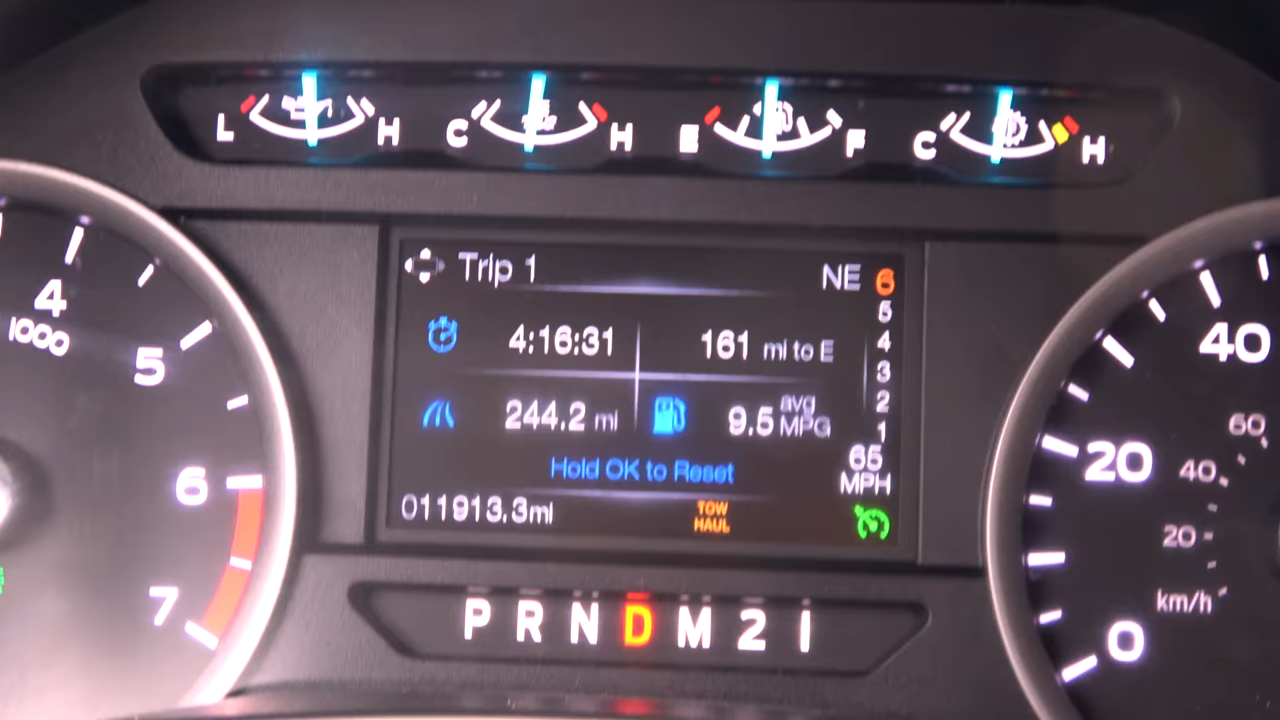 L H C H E F C H
Trip 1 NE 6
5
4:16:31 161 mi to E 4
3
244.2 mi 9.5 avg MPG 2
1
Hold OK to Reset 65 MPH
011913.3mi TOW HAUL
P R N D M 2 1
4
1000
5
6
7
40
20
0
60
40
20
km/h